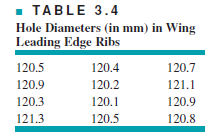 ■ TABLE 3.4
Hole Diameters (in mm) in Wing
Leading Edge Ribs
120.5 120.4 120.7
120.9 120.2 121.1
120.3 120.1 120.9
121.3 120.5 120.8